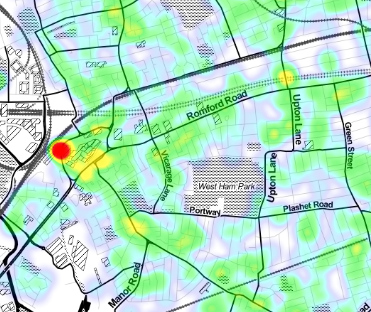 Romford Road
Upton Lane
Green Street
Vicarage Lane
West Ham Park
Upton Lane
Portway
Plashet Road
Manor Road